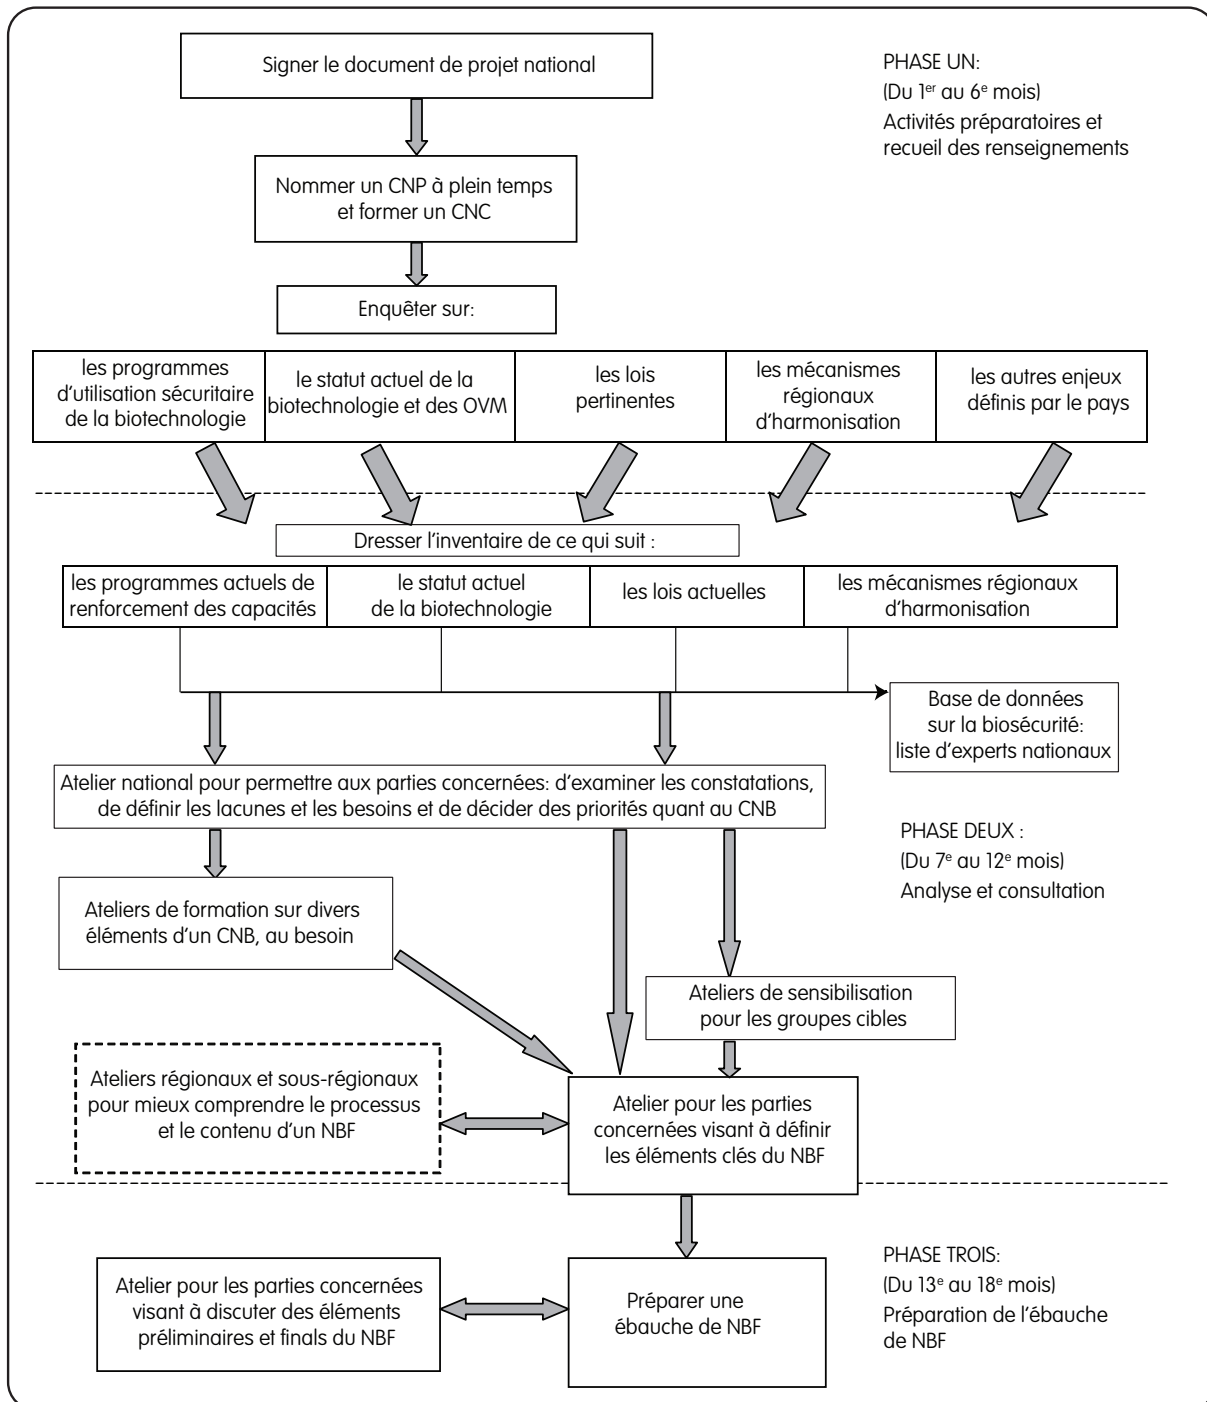 Signer le document de projet national
PHASE UN:
(Du 1er au 6e mois)
Activités préparatoires et
recueil des renseignements
Nommer un CNP à plein temps
et former un CNC
Enquêter sur:
les programmes
d'utilisation sécuritaire
de la biotechnologie
le statut actuel de la
biotechnologie et des OVM
les lois
pertinentes
les mécanismes
régionaux
d'harmonisation
les autres enjeux
définis par le pays
Dresser l'inventaire de ce qui suit :
les programmes actuels de
renforcement des capacités
le statut actuel
de la biotechnologie
les lois actuelles
les mécanismes régionaux
d'harmonisation
Base de données
sur la biosécurité:
liste d'experts nationaux
Atelier national pour permettre aux parties concernées: d'examiner les constatations,
de définir les lacunes et les besoins et de décider des priorités quant au CNB
PHASE DEUX :
(Du 7e au 12e mois)
Analyse et consultation
Ateliers de formation sur divers
éléments d'un CNB, au besoin
Ateliers de sensibilisation
pour les groupes cibles
Ateliers régionaux et sous-régionaux
pour mieux comprendre le processus
et le contenu d'un NBF
Atelier pour les parties
concernées visant à définir
les éléments clés du NBF
PHASE TROIS:
(Du 13e au 18e mois)
Préparation de l'ébauche
de NBF
Atelier pour les parties concernées
visant à discuter des éléments
préliminaires et finals du NBF
Préparer une
ébauche de NBF